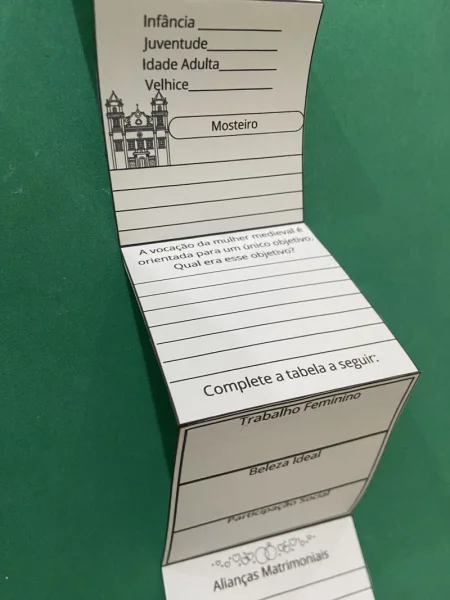 Infância
Juventude
Idade Adulta
Velhice
Mosteiro
A vocação da mulher medieval é
orientada para um único objetivo.
Qual era esse objetivo?
Complete a tabela a seguir.
Trabalho Feminino
Beleza Ideal
Participação Social
Alianças Matrimoniais